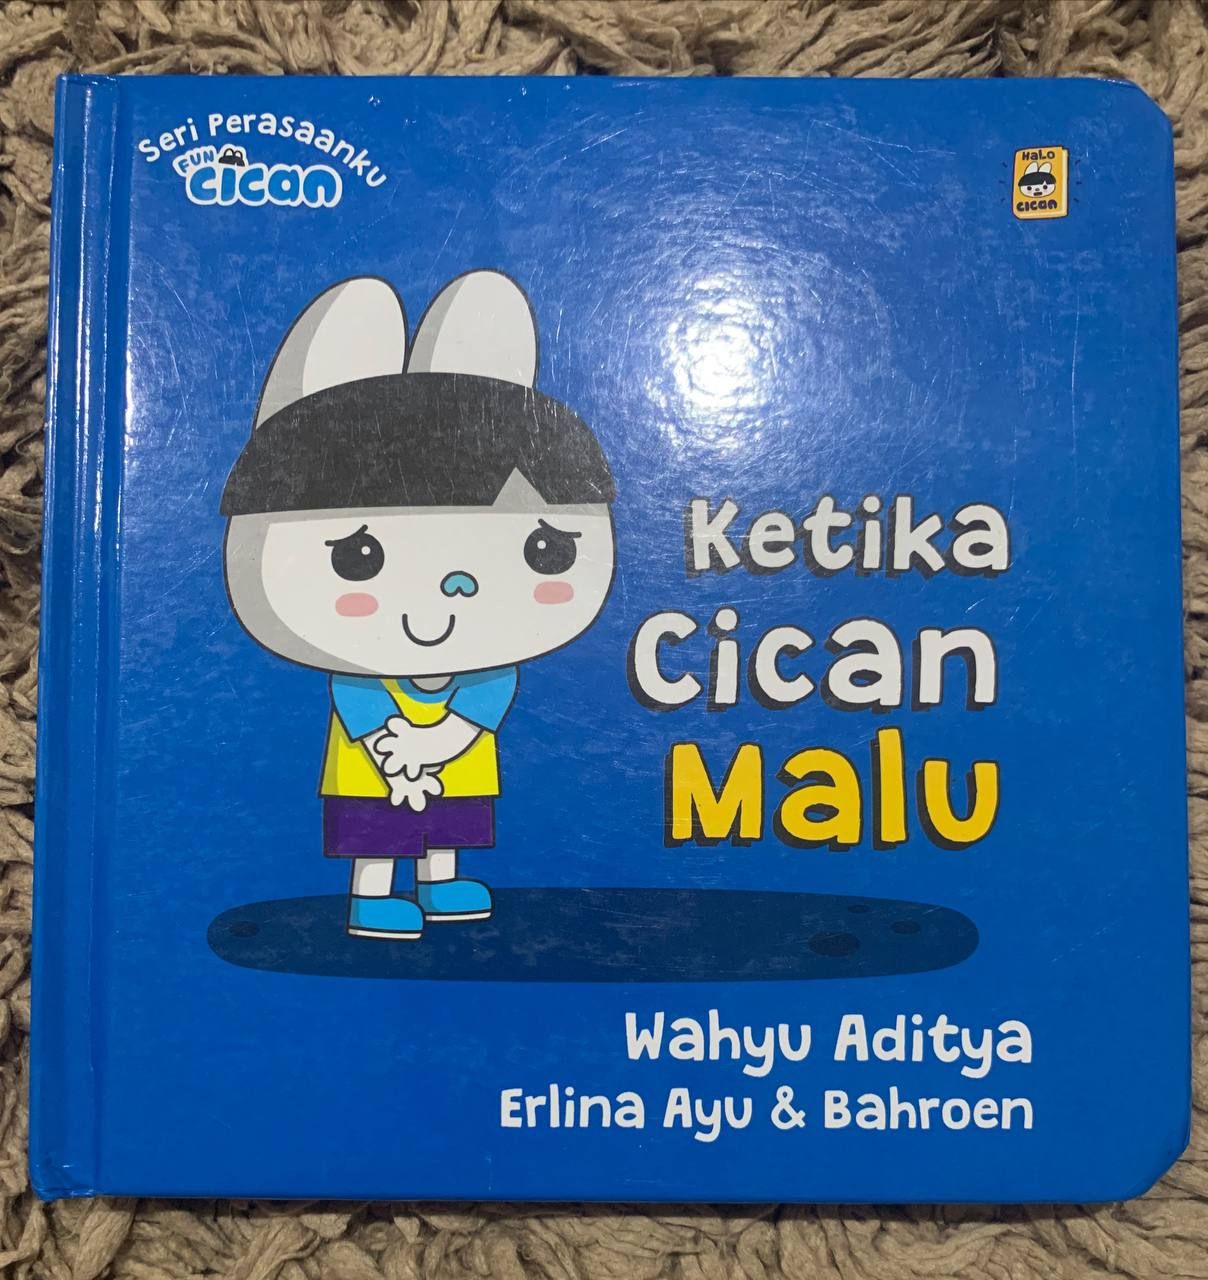 Seri Perasaanku
FUN
cican
HaLo
cican
Ketika
Cican
Malu
Wahyu Aditya
Erlina Ayu & Bahroen